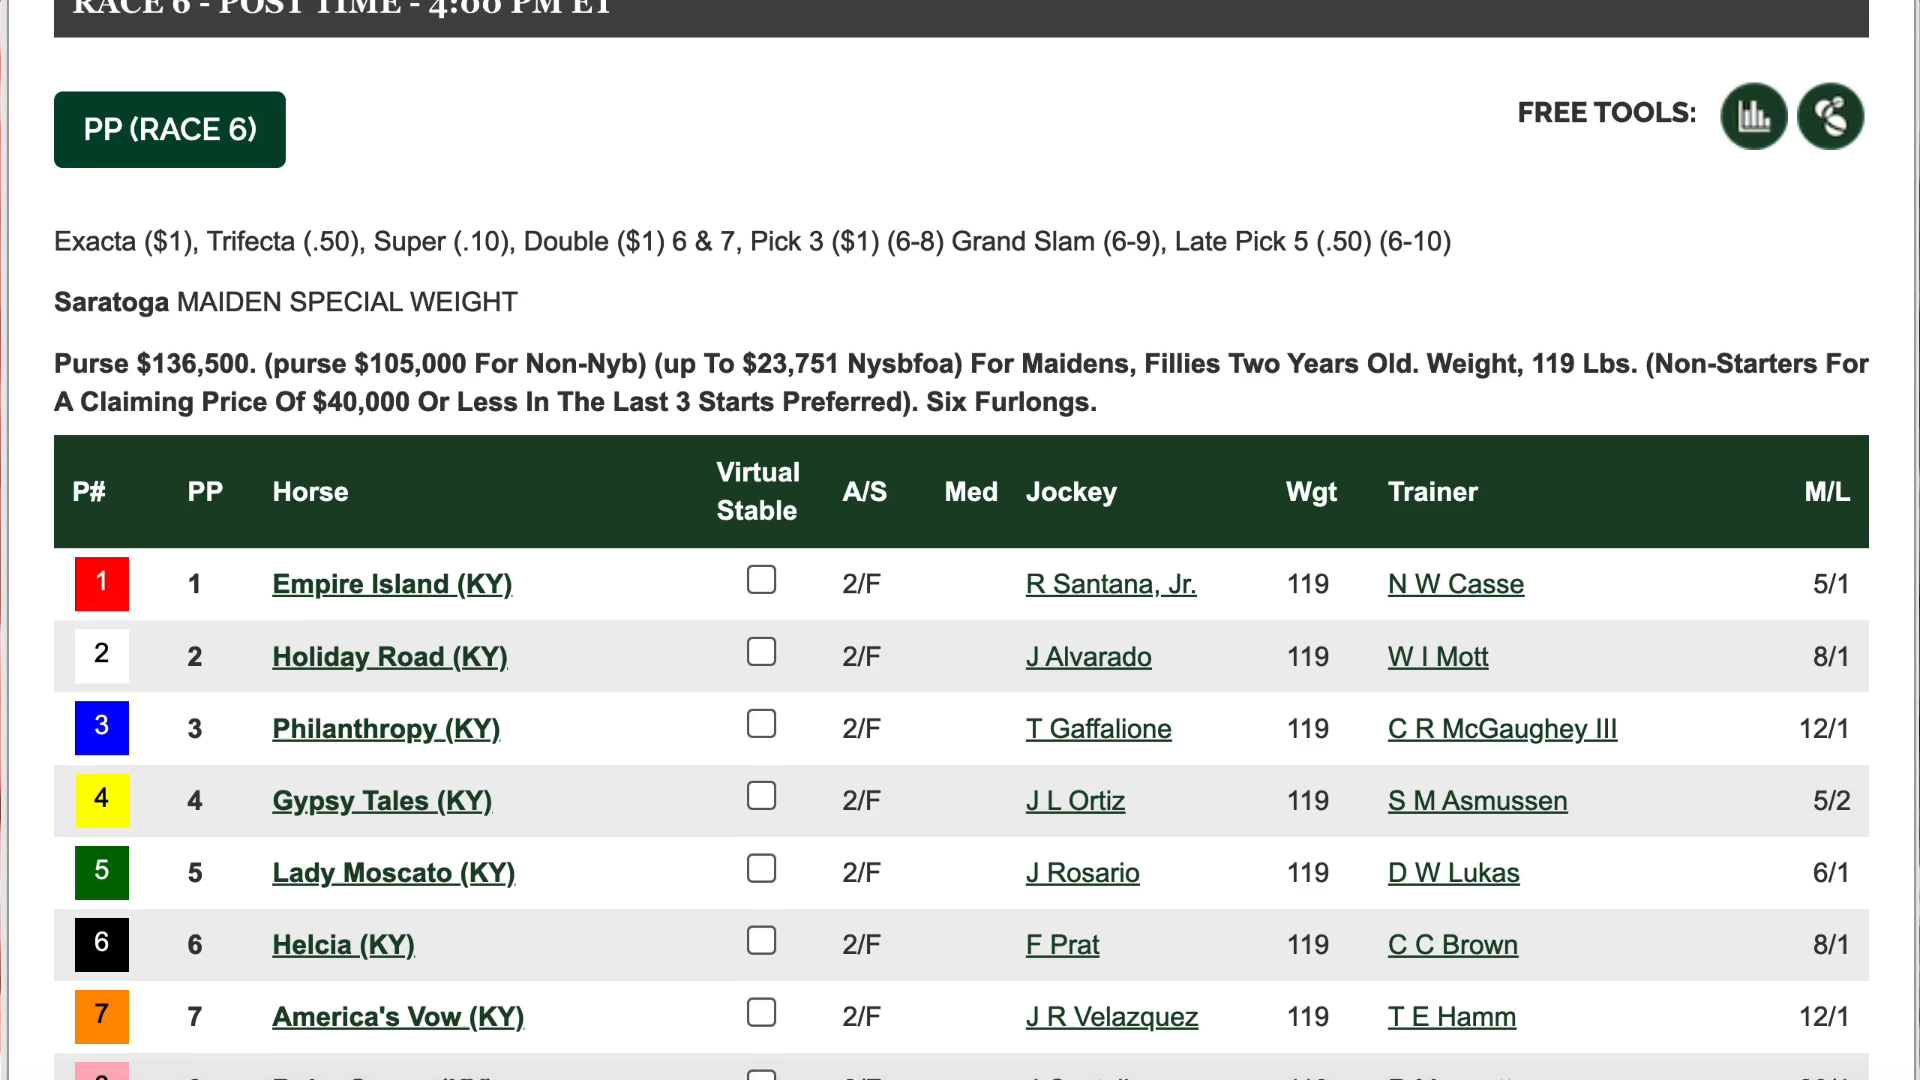 RACE 6 - POST TIME - 4:00 PM ET
PP (RACE 6)
FREE TOOLS:
Exacta ($1), Trifecta (.50), Super (.10), Double ($1) 6 & 7, Pick 3 ($1) (6-8) Grand Slam (6-9), Late Pick 5 (.50) (6-10)
Saratoga MAIDEN SPECIAL WEIGHT
Purse $136,500. (purse $105,000 For Non-Nyb) (up To $23,751 Nysbfoa) For Maidens, Fillies Two Years Old. Weight, 119 Lbs. (Non-Starters For
A Claiming Price Of $40,000 Or Less In The Last 3 Starts Preferred). Six Furlongs.
P# PP Horse Virtual Stable A/S Med Jockey Wgt Trainer M/L
1 1 Empire Island (KY) 2/F R Santana, Jr. 119 N W Casse 5/1
2 2 Holiday Road (KY) 2/F J Alvarado 119 W I Mott 8/1
3 3 Philanthropy (KY) 2/F T Gaffalione 119 C R McGaughey III 12/1
4 4 Gypsy Tales (KY) 2/F J L Ortiz 119 S M Asmussen 5/2
5 5 Lady Moscato (KY) 2/F J Rosario 119 D W Lukas 6/1
6 6 Helcia (KY) 2/F F Prat 119 C C Brown 8/1
7 7 America's Vow (KY) 2/F J R Velazquez 119 T E Hamm 12/1